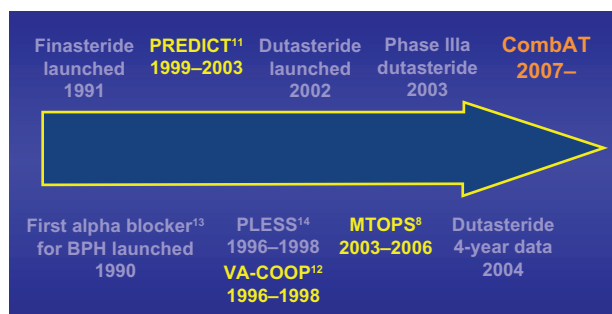 Finasteride
launched
1991
PREDICT¹¹
1999–2003
Dutasteride
launched
2002
Phase IIIa
dutasteride
2003
CombAT
2007–
First alpha blocker¹³
for BPH launched
1990
PLESS¹⁴
1996–1998
VA-COOP¹²
1996–1998
MTOPS⁸
2003–2006
Dutasteride
4-year data
2004